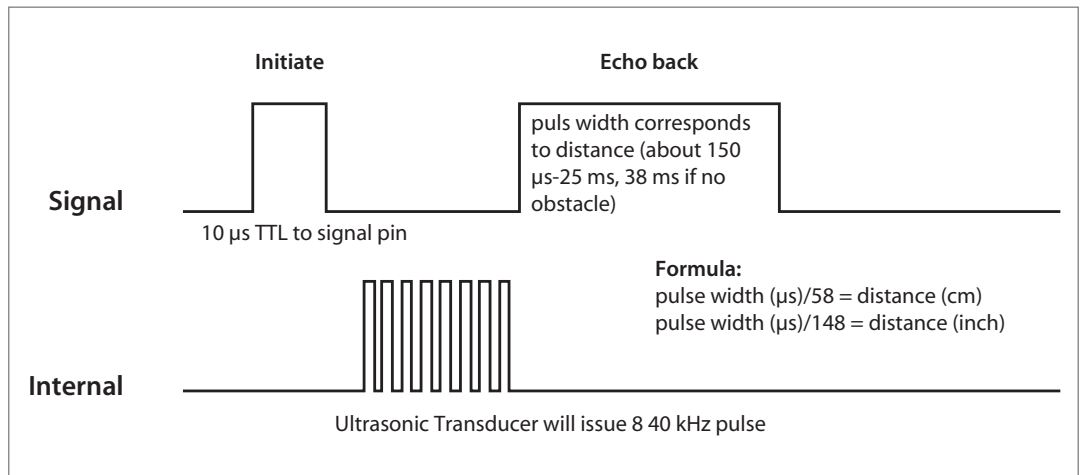 Initiate
Echo back
puls width corresponds
to distance (about 150
µs-25 ms, 38 ms if no
obstacle)
Signal
10 µs TTL to signal pin
Formula:
pulse width (µs)/58 = distance (cm)
pulse width (µs)/148 = distance (inch)
Internal
Ultrasonic Transducer will issue 8 40 kHz pulse